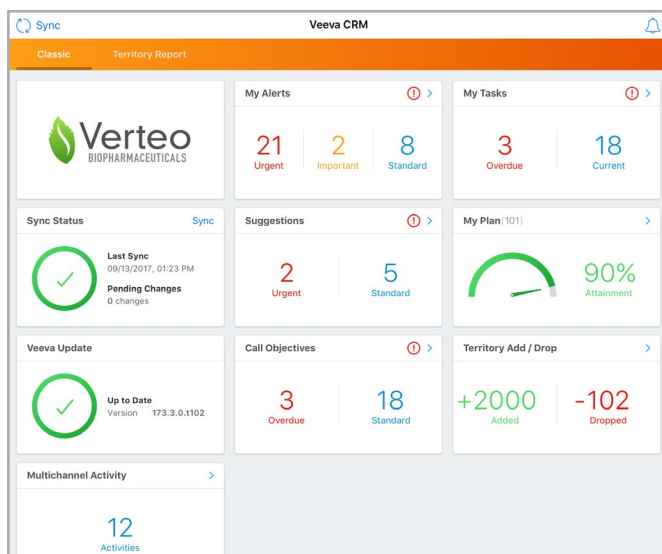 Sync
Veeva CRM
Classic
Territory Report
Verteo
BIOPHARMACEUTICALS
My Alerts
21
Urgent
2
Important
8
Standard
My Tasks
3
Overdue
18
Current
Sync Status
Sync
Last Sync
09/13/2017, 01:23 PM
Pending Changes
0 changes
Suggestions
2
Urgent
5
Standard
My Plan (101)
90%
Attainment
Veeva Update
Up to Date
Version 173.3.0.t102
Call Objectives
3
Overdue
18
Standard
Territory Add / Drop
+2000
Added
-102
Dropped
Multichannel Activity
12
Activities